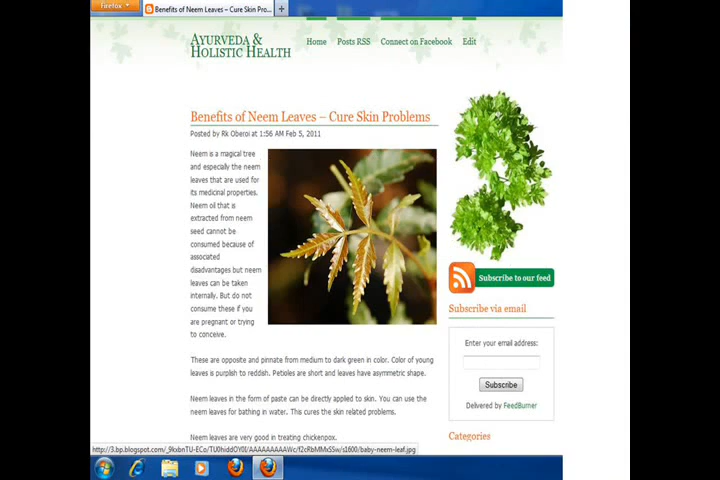 Firefox
Benefits of Neem Leaves – Cure Skin Pro...
AYURVEDA &
HOLISTIC HEALTH
Home Posts RSS Connect on Facebook Edit
Benefits of Neem Leaves – Cure Skin Problems
Posted by Rk Oberoi at 1:56 AM Feb 5, 2011
Neem is a magical tree
and especially the neem
leaves that are used for
its medicinal properties.
Neem oil that is
extracted from neem
seed cannot be
consumed because of
associated
disadvantages but neem
leaves can be taken
internally. But do not
consume these if you
are pregnant or trying
to conceive.
These are opposite and pinnate from medium to dark green in color. Color of young
leaves is purplish to reddish. Petioles are short and leaves have asymmetric shape.
Neem leaves in the form of paste can be directly applied to skin. You can use the
neem leaves for bathing in water. This cures the skin related problems.
Neem leaves are very good in treating chickenpox.
Subscribe to our feed
Subscribe via email
Enter your email address:
Subscribe
Delivered by FeedBurner
Categories